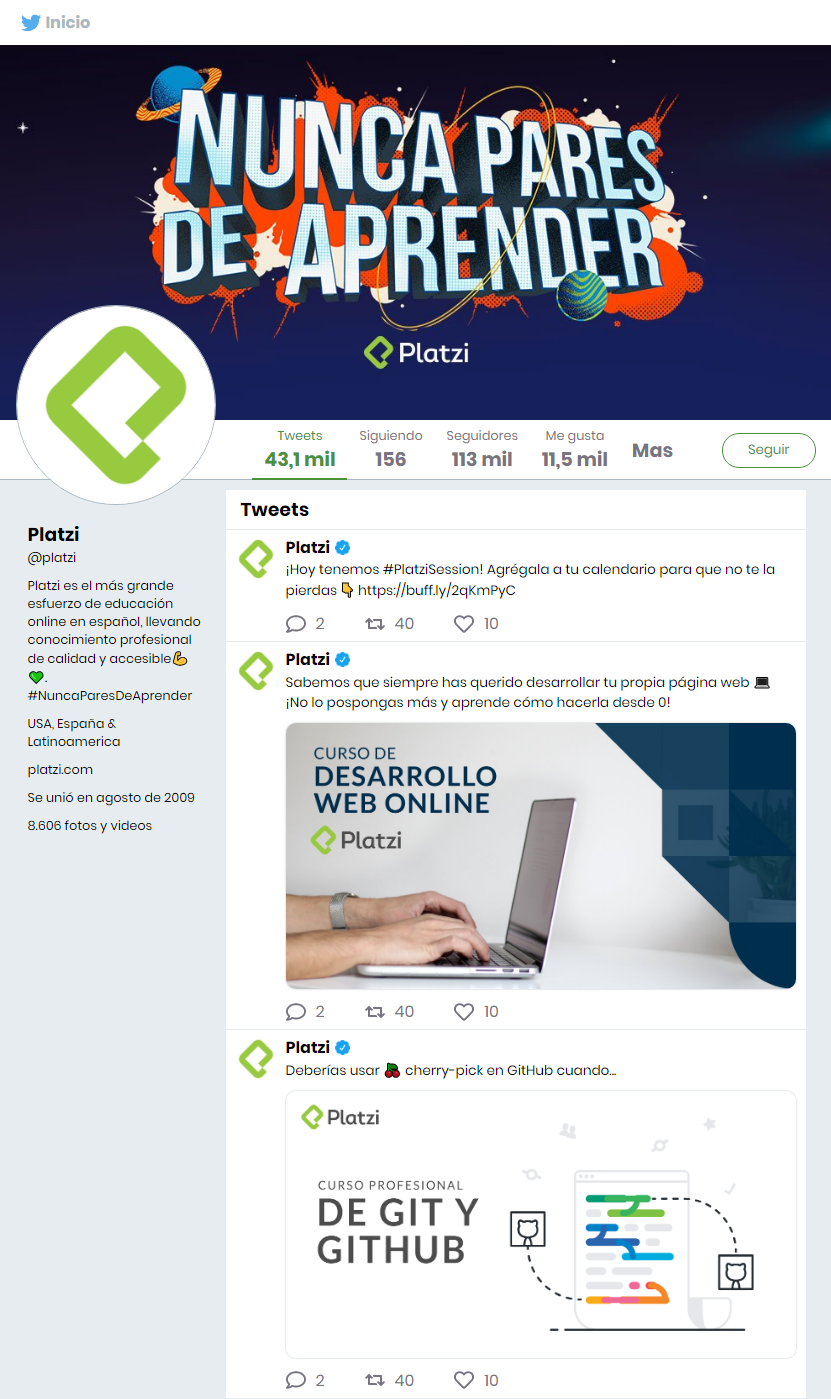 Inicio
NUNCA PARES
DE APRENDER
Platzi
Tweets
43,1 mil
Siguiendo
156
Seguidores
113 mil
Me gusta
11,5 mil
Mas
Seguir
Platzi
@platzi
Platzi es el más grande
esfuerzo de educación
online en español, llevando
conocimiento profesional
de calidad y accesible💪
💚.
#NuncaParesDeAprender
USA, España &
Latinoamerica
platzi.com
Se unió en agosto de 2009
8.606 fotos y videos
Tweets
Platzi
¡Hoy tenemos #PlatziSession! Agrégala a tu calendario para que no te la
pierdas 👇 https://buff.ly/2qKmPyC
2 40 10
Platzi
Sabemos que siempre has querido desarrollar tu propia página web 💻
¡No lo pospongas más y aprende cómo hacerla desde 0!
CURSO DE
DESARROLLO
WEB ONLINE
Platzi
2 40 10
Platzi
Deberías usar 🍒 cherry-pick en GitHub cuando...
Platzi
CURSO PROFESIONAL
DE GIT Y
GITHUB
2 40 10